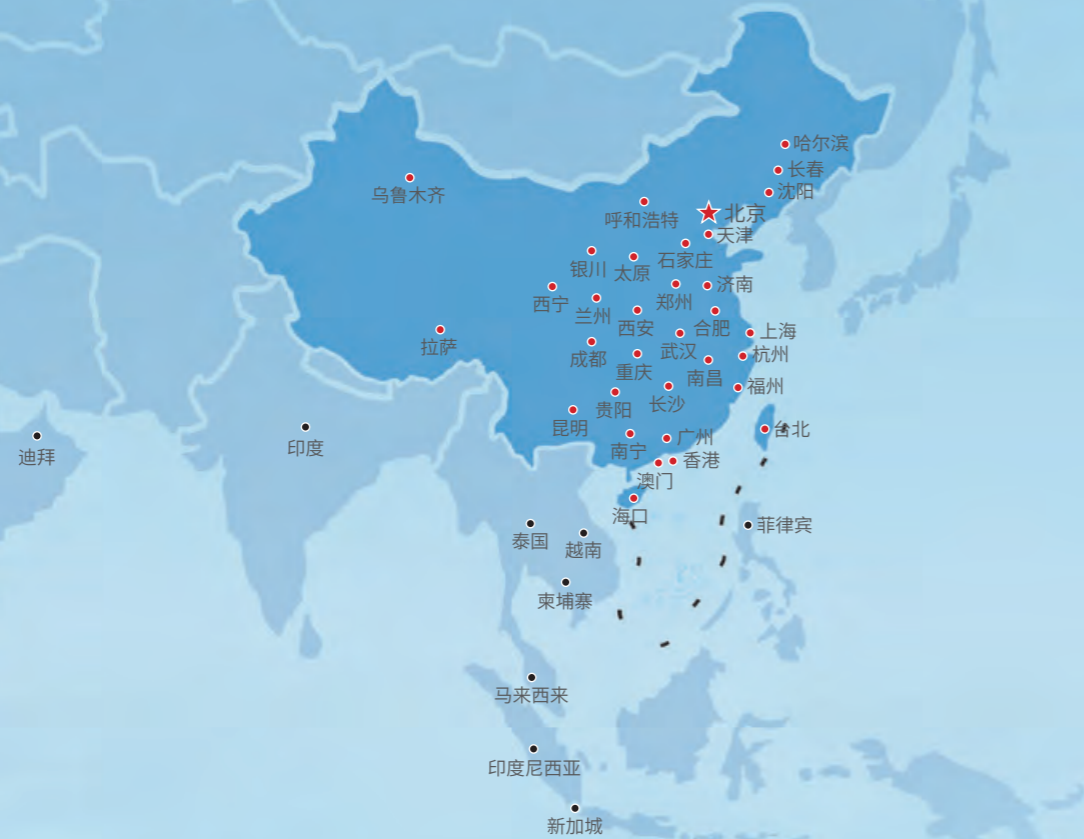 哈尔滨
长春
沈阳
乌鲁木齐
呼和浩特
北京
天津
石家庄
银川
太原
济南
郑州
西宁
兰州
西安
合肥
上海
拉萨
成都
武汉
杭州
重庆
南昌
福州
贵阳
长沙
昆明
台北
广州
南宁
香港
澳门
海口
迪拜
印度
菲律宾
泰国
越南
柬埔寨
马来西来
印度尼西亚
新加城